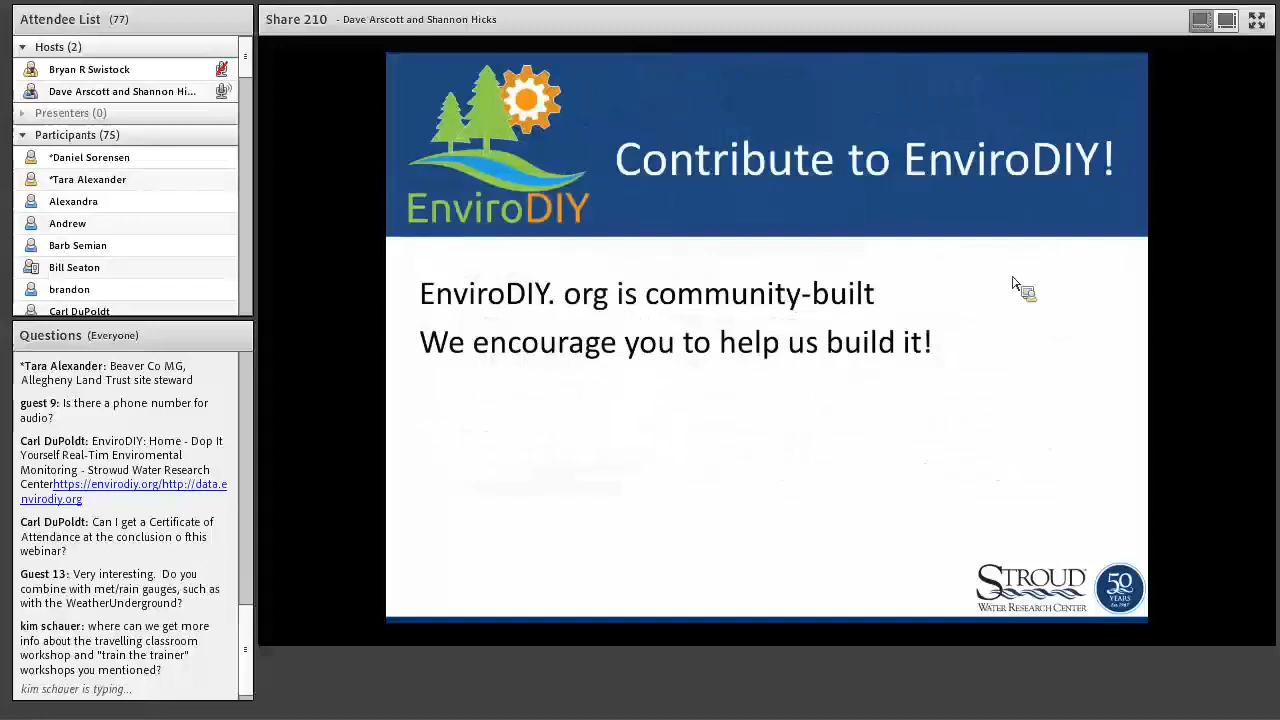 Attendee List (77)
Hosts (2)
Bryan R Swistock
Dave Arscott and Shannon Hi...
Presenters (0)
Participants (75)
*Daniel Sorensen
*Tara Alexander
Alexandra
Andrew
Barb Semian
Bill Seaton
brandon
Carl DuPoldt
Questions (Everyone)
*Tara Alexander: Beaver Co MG,
Allegheny Land Trust site steward
guest 9: Is there a phone number for
audio?
Carl DuPoldt: EnviroDIY: Home - Dop It
Yourself Real-Tim Enviromental
Monitoring - Strowud Water Research
Centerhttps://envirodiy.org/http://data.e
nvirodiy.org
Carl DuPoldt: Can I get a Certificate of
Attendance at the conclusion o fthis
webinar?
Guest 13: Very interesting. Do you
combine with met/rain gauges, such as
with the WeatherUnderground?
kim schauer: where can we get more
info about the travelling classroom
workshop and "train the trainer"
workshops you mentioned?
kim schauer is typing...
Share 210 - Dave Arscott and Shannon Hicks
EnviroDIY
Contribute to EnviroDIY!
EnviroDIY. org is community-built
We encourage you to help us build it!
STROUD
WATER RESEARCH CENTER
50
YEARS
Est. 1967